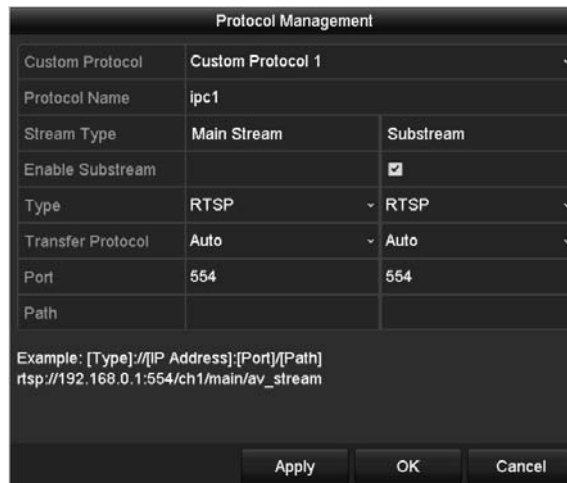 Protocol Management
Custom Protocol Custom Protocol 1
Protocol Name ipc1
Stream Type Main Stream Substream
Enable Substream
Type RTSP RTSP
Transfer Protocol Auto Auto
Port 554 554
Path
Example: [Type]://[IP Address]:[Port]/[Path]
rtsp://192.168.0.1:554/ch1/main/av_stream
Apply OK Cancel